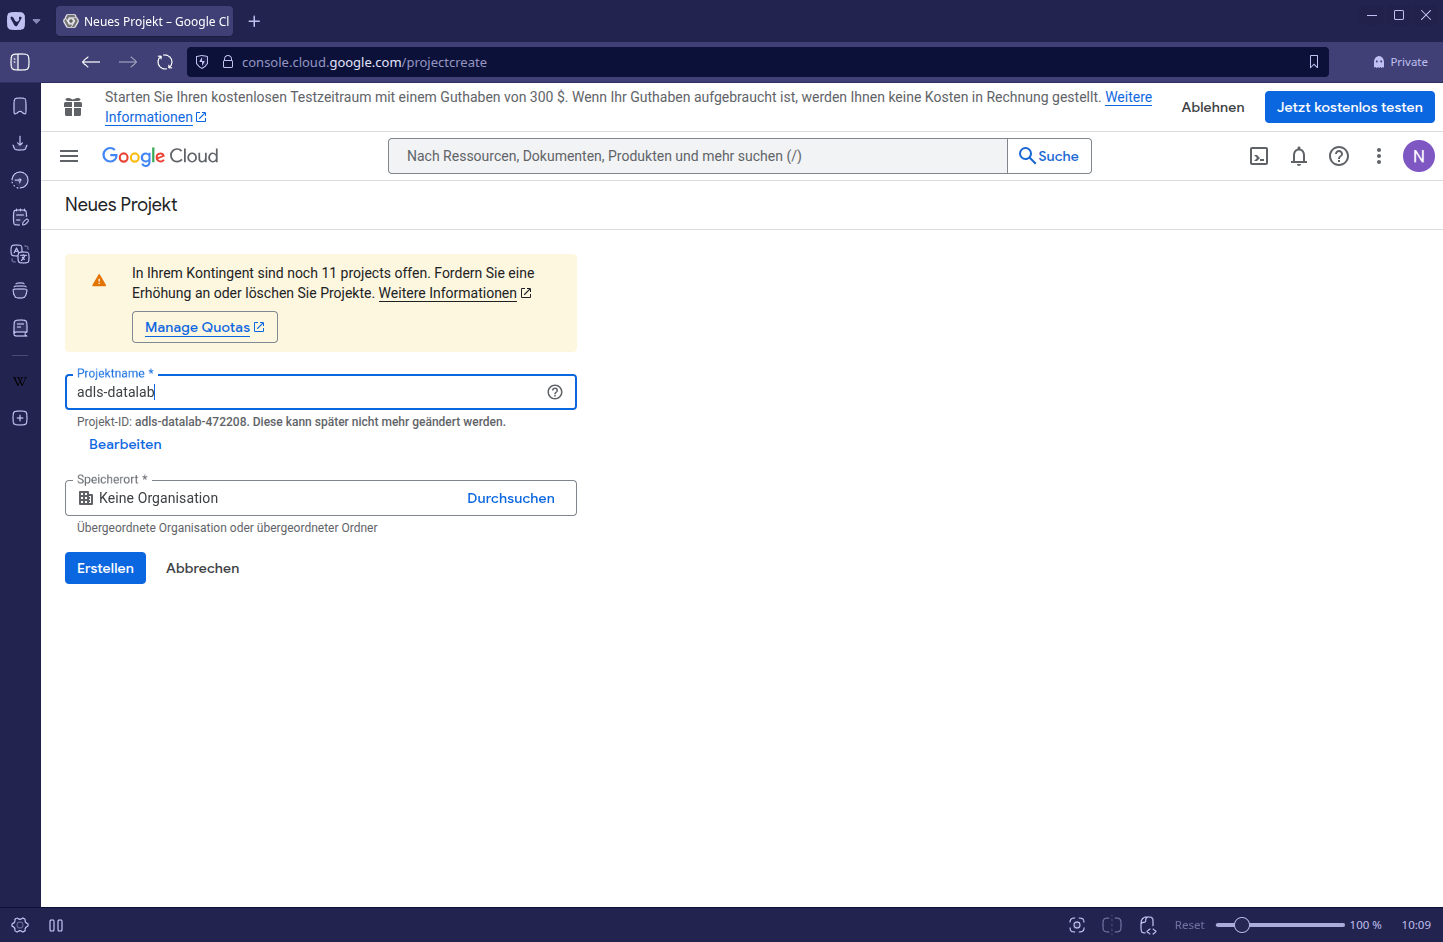 Neues Projekt – Google Cl
console.cloud.google.com/projectcreate
Private
Starten Sie Ihren kostenlosen Testzeitraum mit einem Guthaben von 300 $. Wenn Ihr Guthaben aufgebraucht ist, werden Ihnen keine Kosten in Rechnung gestellt. Weitere
Informationen
Ablehnen
Jetzt kostenlos testen
Google Cloud
Nach Ressourcen, Dokumenten, Produkten und mehr suchen (/)
Suche
N
Neues Projekt
In Ihrem Kontingent sind noch 11 projects offen. Fordern Sie eine
Erhöhung an oder löschen Sie Projekte. Weitere Informationen
Manage Quotas
Projektname *
adls-datalab
Projekt-ID: adls-datalab-472208. Diese kann später nicht mehr geändert werden.
Bearbeiten
Speicherort *
Keine Organisation
Durchsuchen
Übergeordnete Organisation oder übergeordneter Ordner
Erstellen
Abbrechen
W
Reset
100 %
10:09